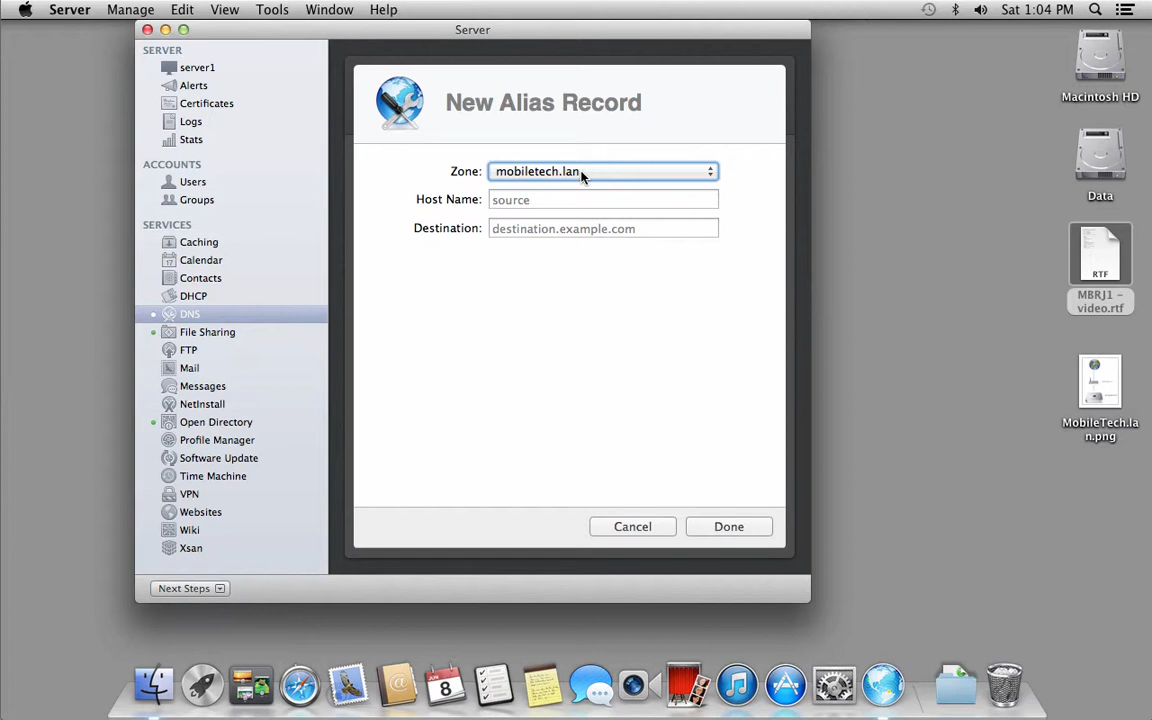 Server Manage Edit View Tools Window Help Sat 1:04 PM
Server
SERVER
server1
Alerts
Certificates
Logs
Stats
ACCOUNTS
Users
Groups
SERVICES
Caching
Calendar
Contacts
DHCP
DNS
File Sharing
FTP
Mail
Messages
NetInstall
Open Directory
Profile Manager
Software Update
Time Machine
VPN
Websites
Wiki
Xsan
Next Steps
New Alias Record
Zone: mobiletech.lan
Host Name: source
Destination: destination.example.com
Cancel Done
Macintosh HD
Data
RTF
MBRJ1 -
video.rtf
MobileTech.la
n.png
JUN
8
17